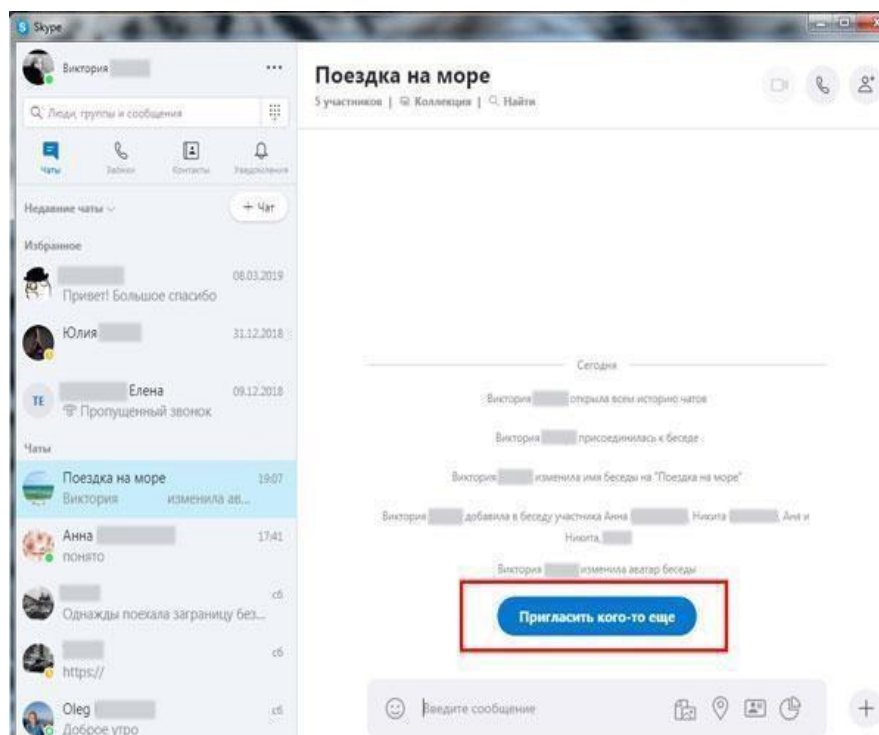 Skype
Виктория
Люди, группы и сообщения
Чаты
Звонки
Контакты
Уведомления
Недавние чаты
+ Чат
Избранное
08.03.2019
Привет! Большое спасибо
Юлия
31.12.2018
ТЕ
Елена
09.12.2018
Пропущенный звонок
Чаты
Поездка на море
19:07
Виктория изменила ав...
Анна
17:41
понято
сб
Однажды поехала заграницу без...
сб
https://
Oleg
сб
Доброе утро
Поездка на море
5 участников | Коллекция | Найти
Сегодня
Виктория открыла всем историю чатов
Виктория присоединилась к беседе
Виктория изменила имя беседы на "Поездка на море"
Виктория добавила в беседу участника Анна , Никита , Аня и
Никита,
Виктория изменила аватар беседы
Пригласить кого-то еще
Введите сообщение